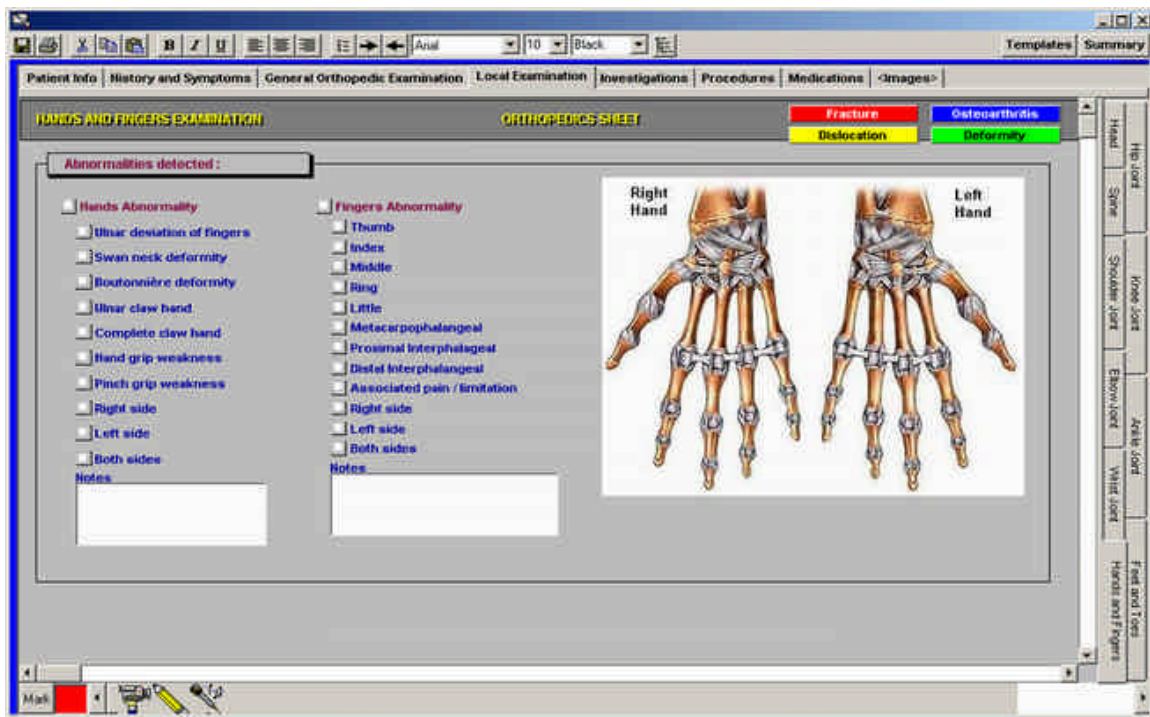 Arial 10 Black Templates Summary
Patient Info History and Symptoms General Orthopedic Examination Local Examination Investigations Procedures Medications <Images>
HANDS AND FINGERS EXAMINATION ORTHOPEDICS SHEET
Fracture Osteoarthritis
Dislocation Deformity
Abnormalities detected :
Hands Abnormality
Ulnar deviation of fingers
Swan neck deformity
Boutonnière deformity
Ulnar claw hand
Complete claw hand
Hand grip weakness
Pinch grip weakness
Right side
Left side
Both sides
Notes
Fingers Abnormality
Thumb
Index
Middle
Ring
Little
Metacarpophalangeal
Proximal Interphalageal
Distal Interphalangeal
Associated pain / limitation
Right side
Left side
Both sides
Notes
Right
Hand
Left
Hand
Head
Spine
Shoulder Joint
Elbow Joint
Wrist Joint
Hands and Fingers
Hip Joint
Knee Joint
Ankle Joint
Feet and Toes
Mark